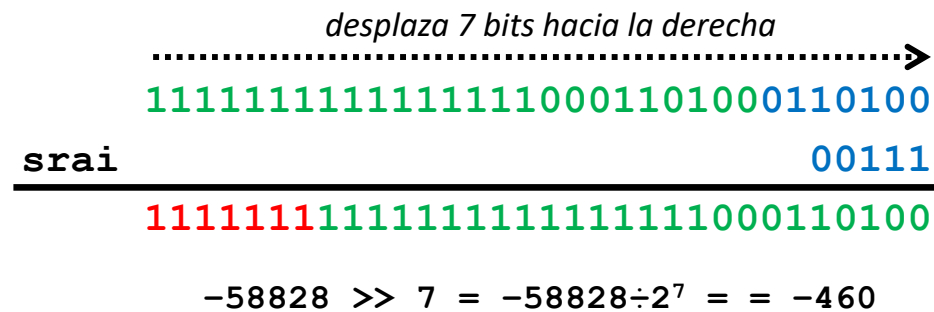 desplaza 7 bits hacia la derecha
11111111111111110001101000110100
srai 00111
11111111111111111111111000110100
−58828 >> 7 = −58828÷2⁷ = = −460